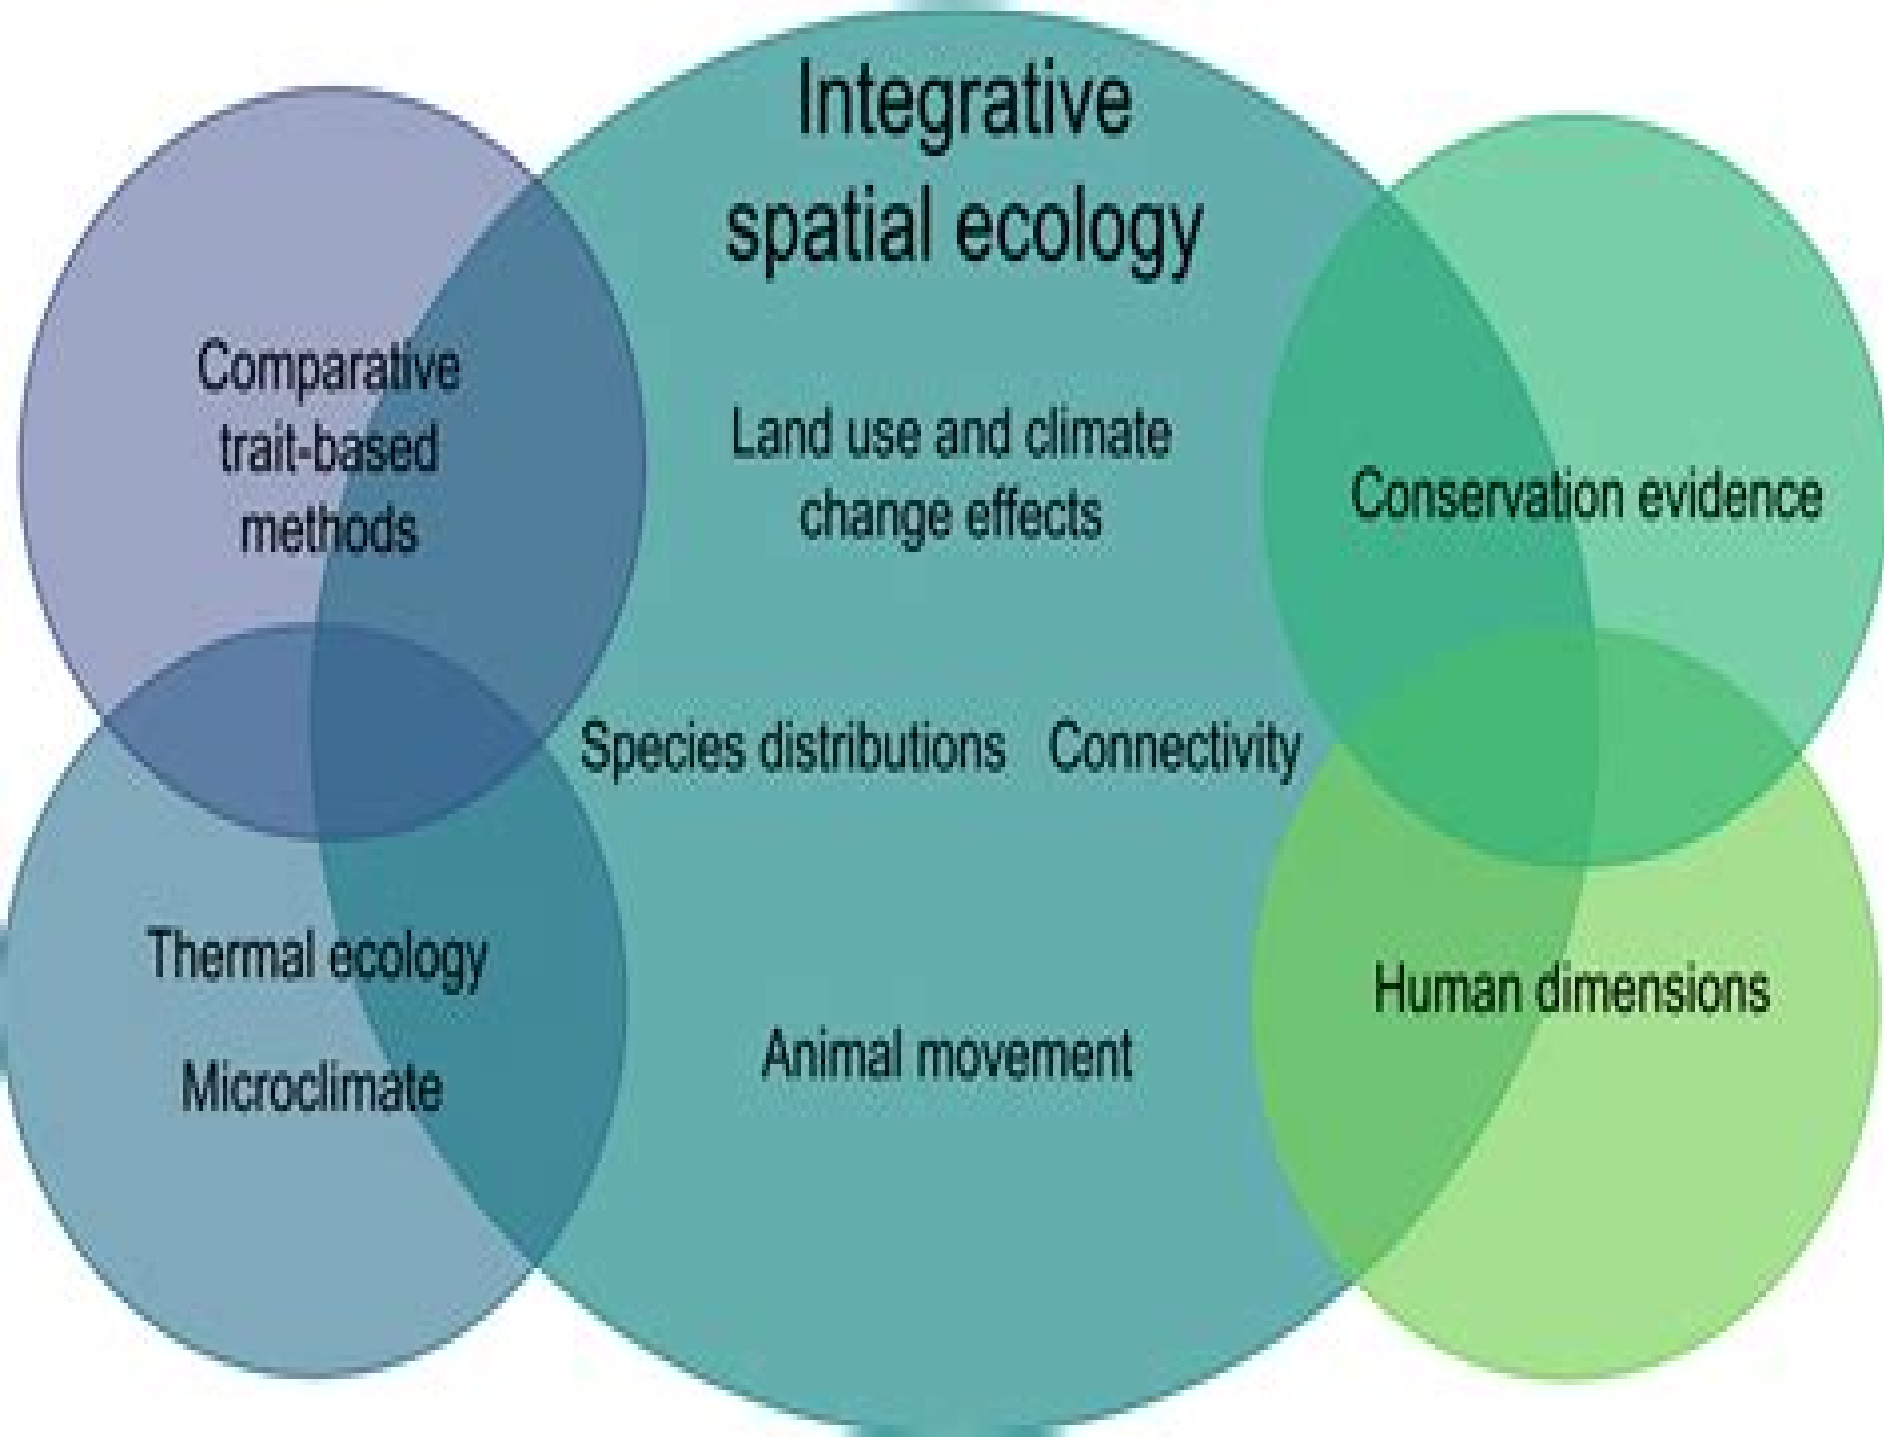 Integrative
spatial ecology
Comparative
trait-based
methods
Land use and climate
change effects
Conservation evidence
Species distributions
Connectivity
Thermal ecology
Microclimate
Animal movement
Human dimensions